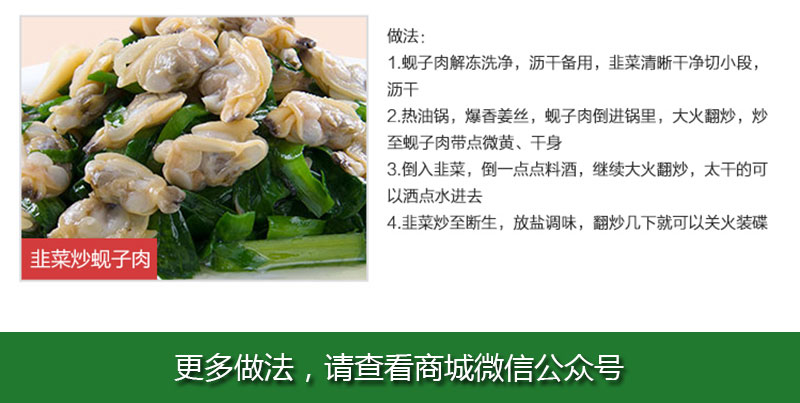 做法：
1.蚬子肉解冻洗净，沥干备用，韭菜清晰干净切小段，
沥干
2.热油锅，爆香姜丝，蚬子肉倒进锅里，大火翻炒，炒
至蚬子肉带点微黄、干身
3.倒入韭菜，倒一点点料酒，继续大火翻炒，太干的可
以洒点水进去
4.韭菜炒至断生，放盐调味，翻炒几下就可以关火装碟
韭菜炒蚬子肉
更多做法，请查看商城微信公众号